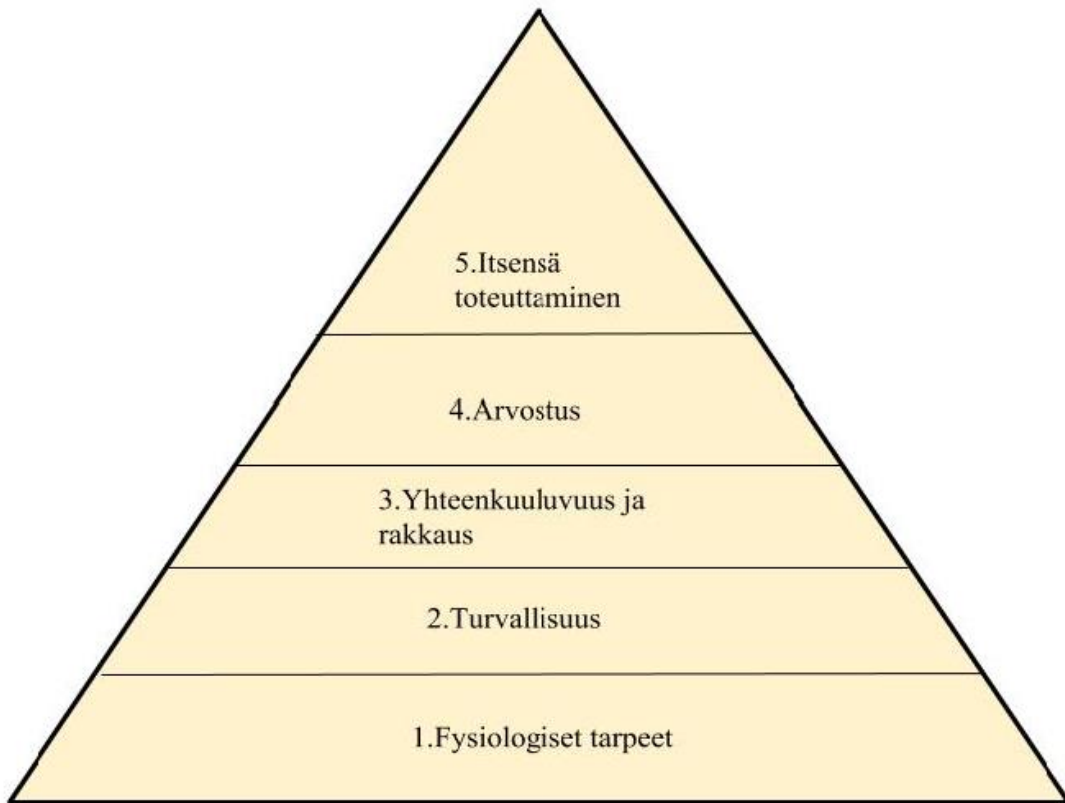 5.Itsensä
toteuttaminen
4.Arvostus
3.Yhteenkuuluvuus ja
rakkaus
2.Turvallisuus
1.Fysiologiset tarpeet